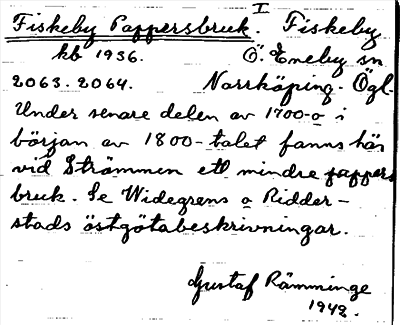 I
Fiskeby Pappersbruk. Fiskeby
kb 1936. Ö. Eneby sn
2063. 2064. Norrköping. Ögl.
Under senare delen av 1700- o i
början av 1800-talet fanns här
vid Strömmen ett mindre pappers
bruk. Se Widegrens o Ridder-
stads östgötabeskrivningar.
Gustaf Rämminge
1942.